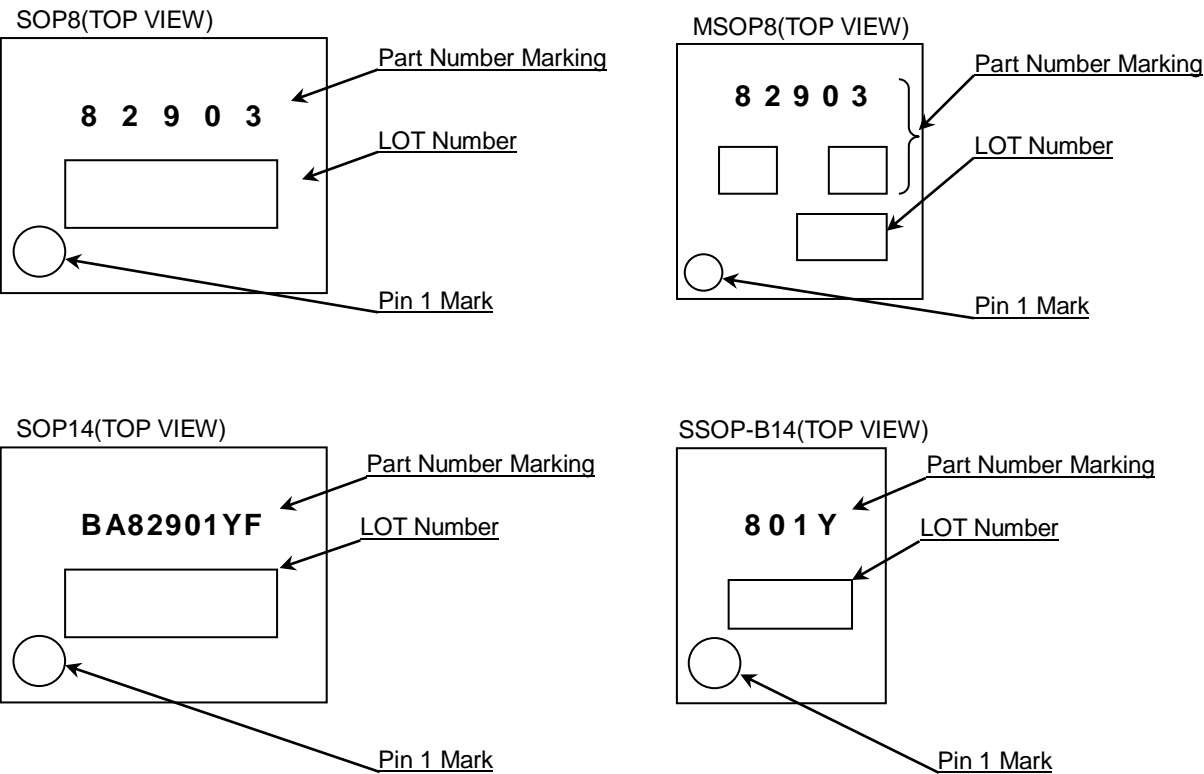 SOP8(TOP VIEW)
Part Number Marking
8 2 9 0 3
LOT Number
Pin 1 Mark
MSOP8(TOP VIEW)
Part Number Marking
8 2 9 0 3
LOT Number
Pin 1 Mark
SOP14(TOP VIEW)
Part Number Marking
BA82901YF
LOT Number
Pin 1 Mark
SSOP-B14(TOP VIEW)
Part Number Marking
8 0 1 Y
LOT Number
Pin 1 Mark